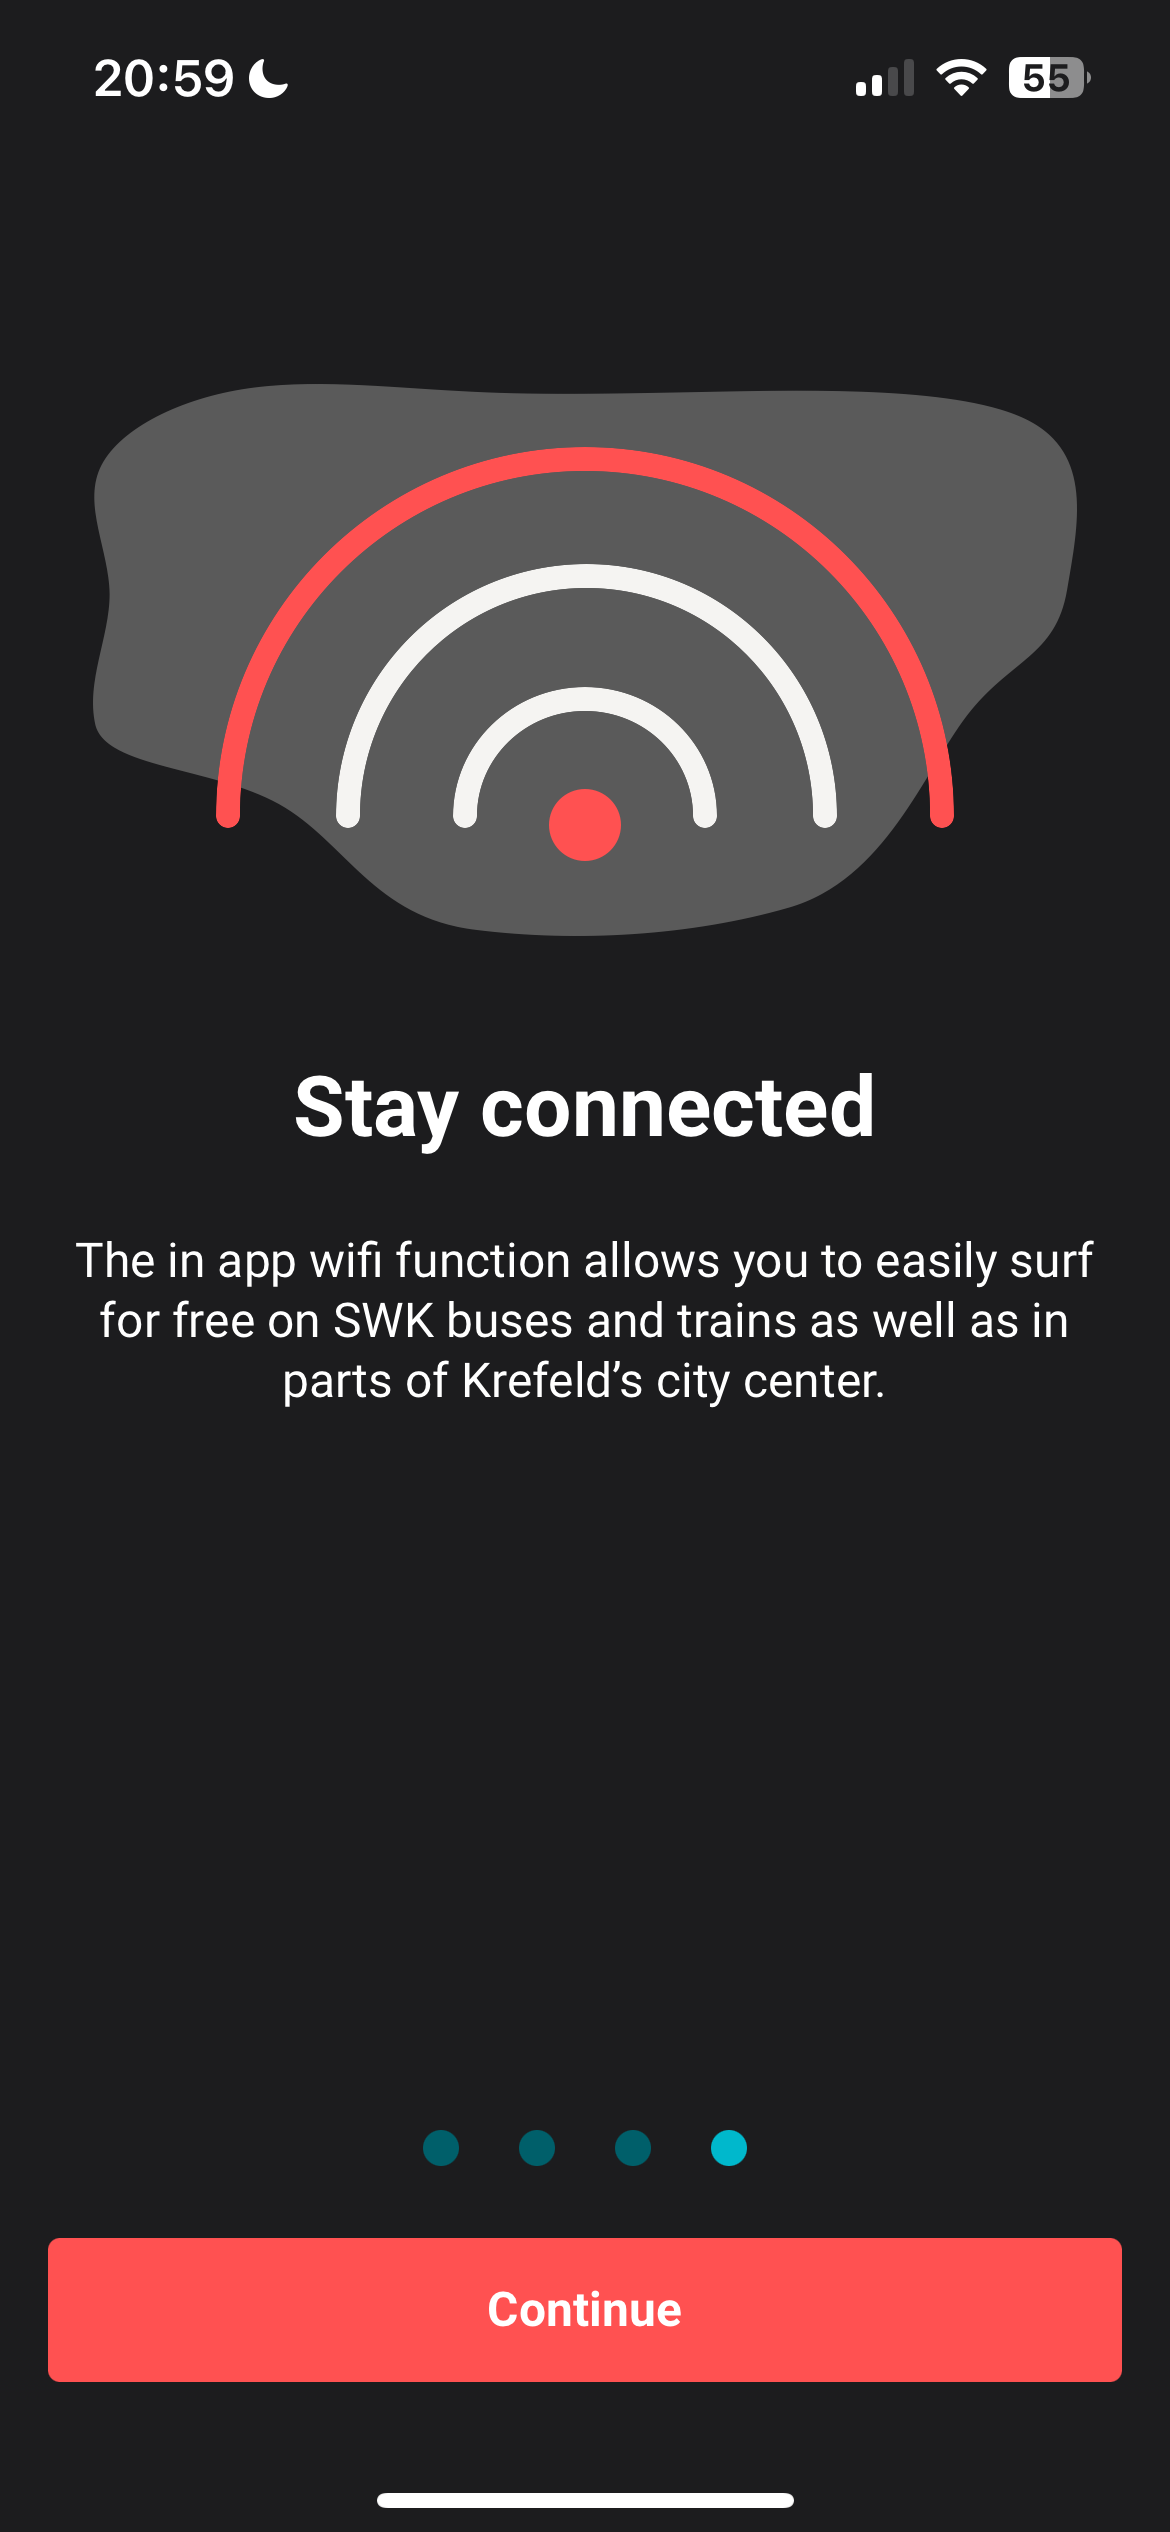 20:59
55
Stay connected
The in app wifi function allows you to easily surf
for free on SWK buses and trains as well as in
parts of Krefeld’s city center.
Continue